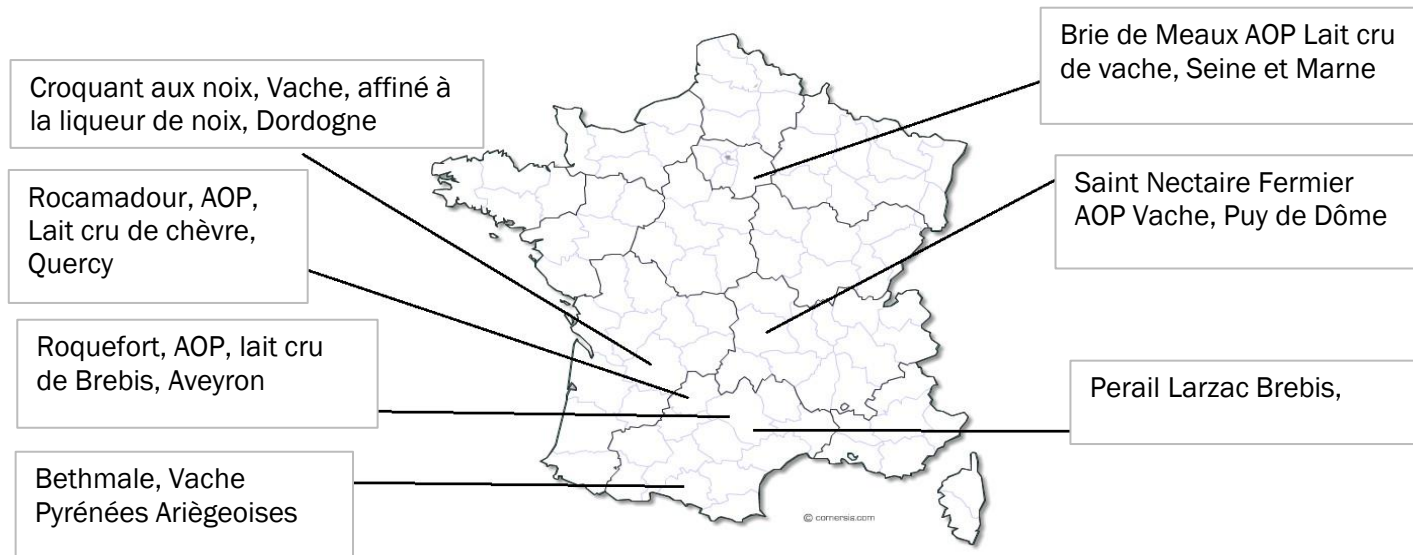 Croquant aux noix, Vache, affiné à
la liqueur de noix, Dordogne
Rocamadour, AOP,
Lait cru de chèvre,
Quercy
Roquefort, AOP, lait cru
de Brebis, Aveyron
Bethmale, Vache
Pyrénées Ariègeoises
Brie de Meaux AOP Lait cru
de vache, Seine et Marne
Saint Nectaire Fermier
AOP Vache, Puy de Dôme
Perail Larzac Brebis,
© comersis.com